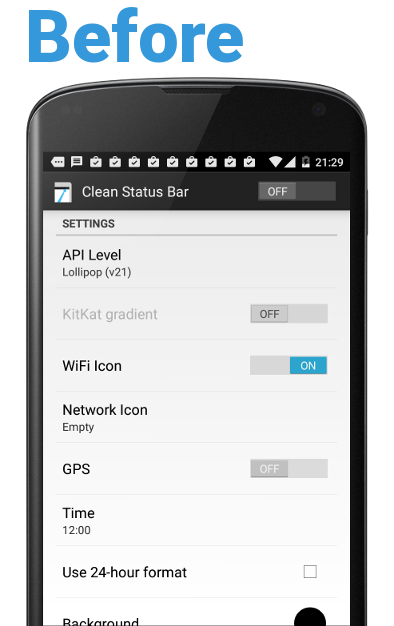 Before
21:29
7 Clean Status Bar OFF
SETTINGS
API Level
Lollipop (v21)
KitKat gradient OFF
WiFi Icon ON
Network Icon
Empty
GPS OFF
Time
12:00
Use 24-hour format
Background